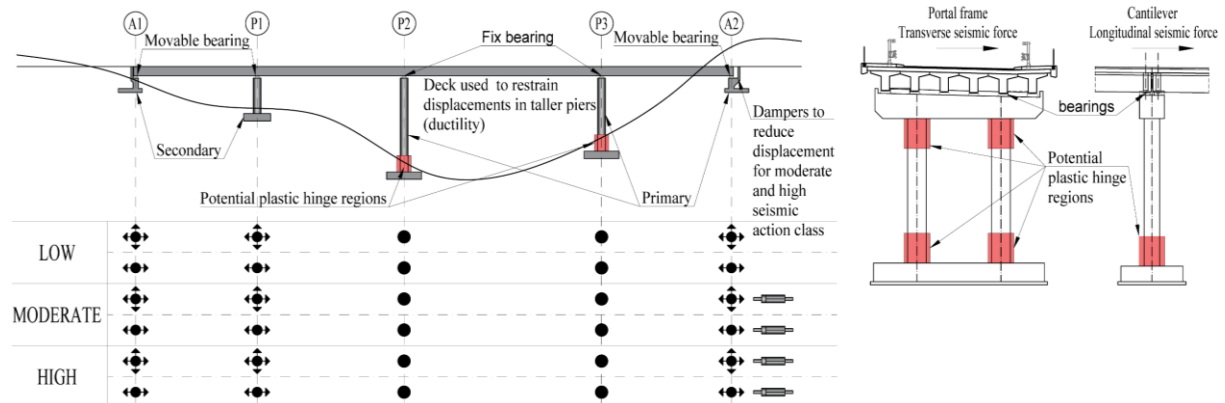 A1
P1
P2
P3
A2
Movable bearing
Fix bearing
Movable bearing
Deck used to restrain
displacements in taller piers
(ductility)
Secondary
Potential plastic hinge regions
Primary
Dampers to
reduce
displacement
for moderate
and high
seismic
action class
LOW
MODERATE
HIGH
Portal frame
Transverse seismic force
Cantilever
Longitudinal seismic force
bearings
Potential
plastic hinge
regions